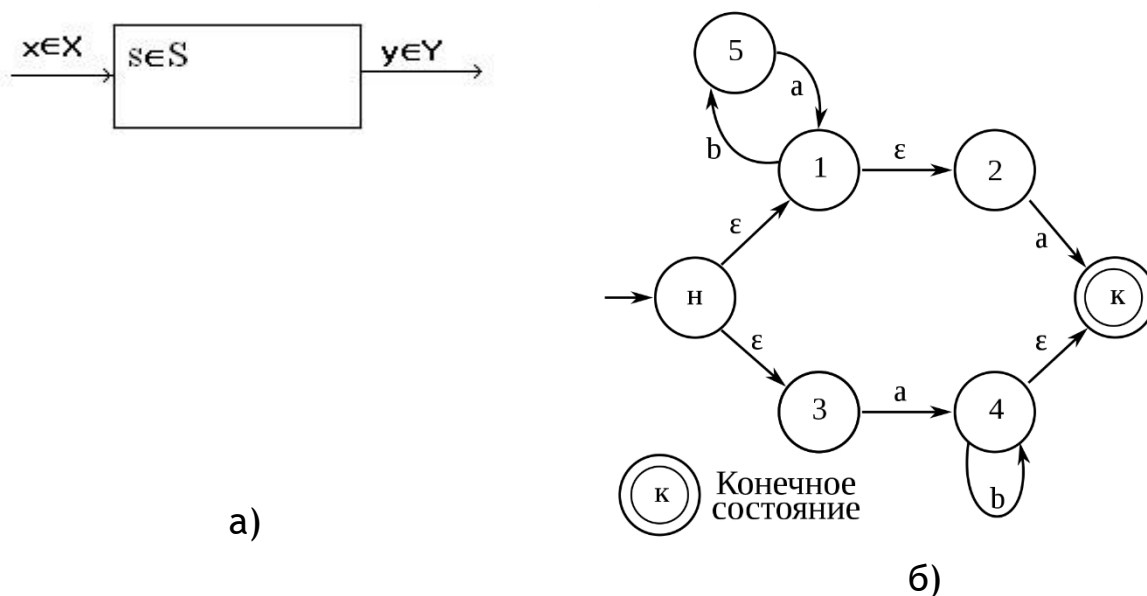 x∈X
s∈S
y∈Y
а)
5
a
b
1
ε
2
ε
a
н
к
ε
ε
3
a
4
b
к
Конечное
состояние
б)